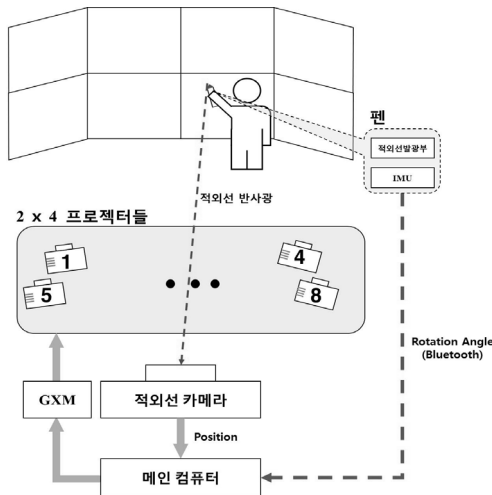 펜
적외선발광부
IMU
적외선 반사광
2 x 4 프로젝터들
1
4
5
8
Rotation Angle
(Bluetooth)
GXM
적외선 카메라
Position
메인 컴퓨터